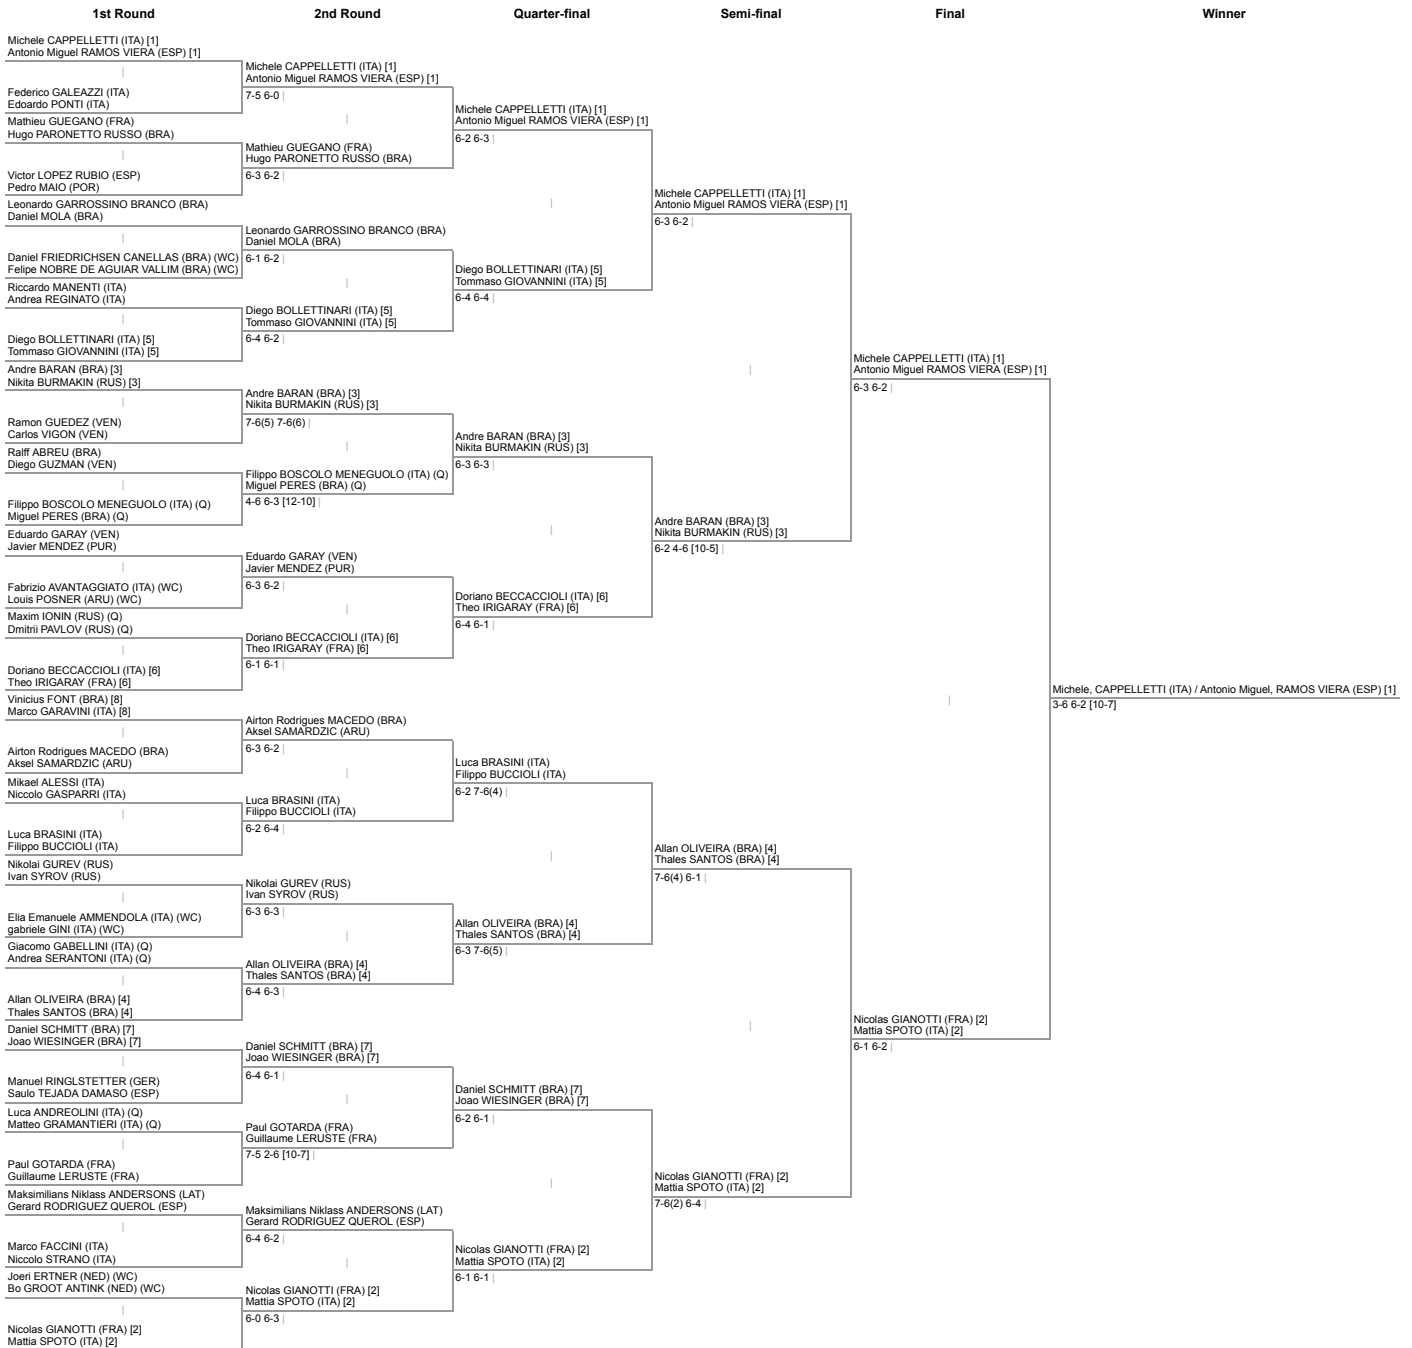 1st Round
2nd Round
Quarter-final
Semi-final
Final
Winner
Michele CAPPELLETTI (ITA) [1]
Antonio Miguel RAMOS VIERA (ESP) [1]
Federico GALEAZZI (ITA)
Edoardo PONTI (ITA)
Mathieu GUEGANO (FRA)
Hugo PARONETTO RUSSO (BRA)
Victor LOPEZ RUBIO (ESP)
Pedro MAIO (POR)
Leonardo GARROSSINO BRANCO (BRA)
Daniel MOLA (BRA)
Daniel FRIEDRICHSEN CANELLAS (BRA) (WC)
Felipe NOBRE DE AGUIAR VALLIM (BRA) (WC)
Riccardo MANENTI (ITA)
Andrea REGINATO (ITA)
Diego BOLLETTINARI (ITA) [5]
Tommaso GIOVANNINI (ITA) [5]
Andre BARAN (BRA) [3]
Nikita BURMAKIN (RUS) [3]
Ramon GUEDEZ (VEN)
Carlos VIGON (VEN)
Ralff ABREU (BRA)
Diego GUZMAN (VEN)
Filippo BOSCOLO MENEGUOLO (ITA) (Q)
Miguel PERES (BRA) (Q)
Eduardo GARAY (VEN)
Javier MENDEZ (PUR)
Fabrizio AVANTAGGIATO (ITA) (WC)
Louis POSNER (ARU) (WC)
Maxim IONIN (RUS) (Q)
Dmitrii PAVLOV (RUS) (Q)
Doriano BECCACCIOLI (ITA) [6]
Theo IRIGARAY (FRA) [6]
Vinicius FONT (BRA) [8]
Marco GARAVINI (ITA) [8]
Airton Rodrigues MACEDO (BRA)
Aksel SAMARDZIC (ARU)
Mikael ALESSI (ITA)
Niccolo GASPARRI (ITA)
Luca BRASINI (ITA)
Filippo BUCCIOLI (ITA)
Nikolai GUREV (RUS)
Ivan SYROV (RUS)
Elia Emanuele AMMENDOLA (ITA) (WC)
gabriele GINI (ITA) (WC)
Giacomo GABELLINI (ITA) (Q)
Andrea SERANTONI (ITA) (Q)
Allan OLIVEIRA (BRA) [4]
Thales SANTOS (BRA) [4]
Daniel SCHMITT (BRA) [7]
Joao WIESINGER (BRA) [7]
Manuel RINGLSTETTER (GER)
Saulo TEJADA DAMASO (ESP)
Luca ANDREOLINI (ITA) (Q)
Matteo GRAMANTIERI (ITA) (Q)
Paul GOTARDA (FRA)
Guillaume LERUSTE (FRA)
Maksimilians Niklass ANDERSONS (LAT)
Gerard RODRIGUEZ QUEROL (ESP)
Marco FACCINI (ITA)
Niccolo STRANO (ITA)
Joeri ERTNER (NED) (WC)
Bo GROOT ANTINK (NED) (WC)
Nicolas GIANOTTI (FRA) [2]
Mattia SPOTO (ITA) [2]
Michele CAPPELLETTI (ITA) [1]
Antonio Miguel RAMOS VIERA (ESP) [1]
7-5 6-0 |
Mathieu GUEGANO (FRA)
Hugo PARONETTO RUSSO (BRA)
6-3 6-2 |
Leonardo GARROSSINO BRANCO (BRA)
Daniel MOLA (BRA)
6-1 6-2 |
Diego BOLLETTINARI (ITA) [5]
Tommaso GIOVANNINI (ITA) [5]
6-4 6-2 |
Andre BARAN (BRA) [3]
Nikita BURMAKIN (RUS) [3]
7-6(5) 7-6(6) |
Filippo BOSCOLO MENEGUOLO (ITA) (Q)
Miguel PERES (BRA) (Q)
4-6 6-3 [12-10] |
Eduardo GARAY (VEN)
Javier MENDEZ (PUR)
6-3 6-2 |
Doriano BECCACCIOLI (ITA) [6]
Theo IRIGARAY (FRA) [6]
6-1 6-1 |
Airton Rodrigues MACEDO (BRA)
Aksel SAMARDZIC (ARU)
6-3 6-2 |
Luca BRASINI (ITA)
Filippo BUCCIOLI (ITA)
6-2 6-4 |
Nikolai GUREV (RUS)
Ivan SYROV (RUS)
6-3 6-3 |
Allan OLIVEIRA (BRA) [4]
Thales SANTOS (BRA) [4]
6-4 6-3 |
Daniel SCHMITT (BRA) [7]
Joao WIESINGER (BRA) [7]
6-4 6-1 |
Paul GOTARDA (FRA)
Guillaume LERUSTE (FRA)
7-5 2-6 [10-7] |
Maksimilians Niklass ANDERSONS (LAT)
Gerard RODRIGUEZ QUEROL (ESP)
6-4 6-2 |
Nicolas GIANOTTI (FRA) [2]
Mattia SPOTO (ITA) [2]
6-0 6-3 |
Michele CAPPELLETTI (ITA) [1]
Antonio Miguel RAMOS VIERA (ESP) [1]
6-2 6-3 |
Diego BOLLETTINARI (ITA) [5]
Tommaso GIOVANNINI (ITA) [5]
6-4 6-4 |
Andre BARAN (BRA) [3]
Nikita BURMAKIN (RUS) [3]
6-3 6-3 |
Doriano BECCACCIOLI (ITA) [6]
Theo IRIGARAY (FRA) [6]
6-4 6-1 |
Luca BRASINI (ITA)
Filippo BUCCIOLI (ITA)
6-2 7-6(4) |
Allan OLIVEIRA (BRA) [4]
Thales SANTOS (BRA) [4]
6-3 7-6(5) |
Daniel SCHMITT (BRA) [7]
Joao WIESINGER (BRA) [7]
6-2 6-1 |
Nicolas GIANOTTI (FRA) [2]
Mattia SPOTO (ITA) [2]
6-1 6-1 |
Michele CAPPELLETTI (ITA) [1]
Antonio Miguel RAMOS VIERA (ESP) [1]
6-3 6-2 |
Andre BARAN (BRA) [3]
Nikita BURMAKIN (RUS) [3]
6-2 4-6 [10-5] |
Allan OLIVEIRA (BRA) [4]
Thales SANTOS (BRA) [4]
7-6(4) 6-1 |
Nicolas GIANOTTI (FRA) [2]
Mattia SPOTO (ITA) [2]
7-6(2) 6-4 |
Michele CAPPELLETTI (ITA) [1]
Antonio Miguel RAMOS VIERA (ESP) [1]
6-3 6-2 |
Nicolas GIANOTTI (FRA) [2]
Mattia SPOTO (ITA) [2]
6-1 6-2 |
Michele, CAPPELLETTI (ITA) / Antonio Miguel, RAMOS VIERA (ESP) [1]
3-6 6-2 [10-7]